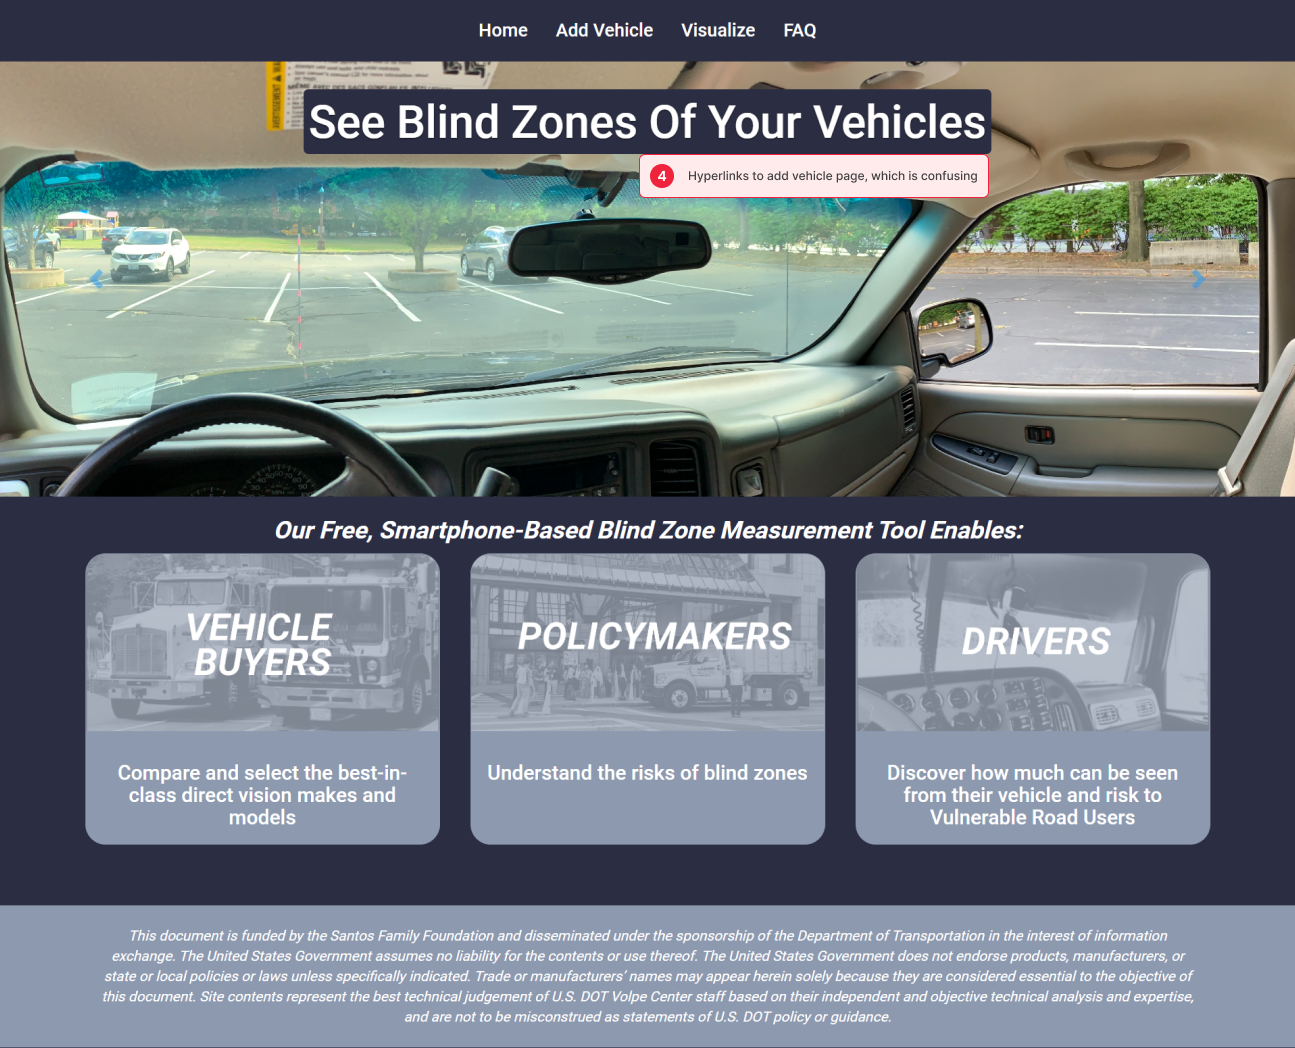 Home Add Vehicle Visualize FAQ
AVERTISSEMENT
MÊME AVEC DES SACS GONFLABLES
See Blind Zones Of Your Vehicles
4 Hyperlinks to add vehicle page, which is confusing
Our Free, Smartphone-Based Blind Zone Measurement Tool Enables:
VEHICLE
BUYERS
POLICYMAKERS
DRIVERS
Compare and select the best-in-
class direct vision makes and
models
Understand the risks of blind zones
Discover how much can be seen
from their vehicle and risk to
Vulnerable Road Users
This document is funded by the Santos Family Foundation and disseminated under the sponsorship of the Department of Transportation in the interest of information
exchange. The United States Government assumes no liability for the contents or use thereof. The United States Government does not endorse products, manufacturers, or
state or local policies or laws unless specifically indicated. Trade or manufacturers’ names may appear herein solely because they are considered essential to the objective of
this document. Site contents represent the best technical judgement of U.S. DOT Volpe Center staff based on their independent and objective technical analysis and expertise,
and are not to be misconstrued as statements of U.S. DOT policy or guidance.